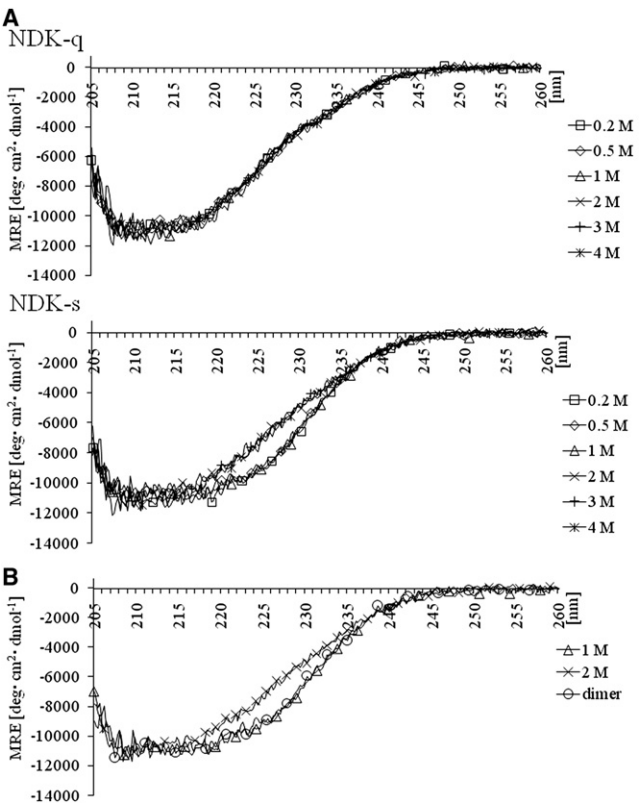 A
NDK-q
0
-2000
-4000
-6000
-8000
-10000
-12000
-14000
MRE [deg• cm²• dmol⁻¹]
205 210 215 220 225 230 235 240 245 250 255 260
[nm]
0.2 M
0.5 M
1 M
2 M
3 M
4 M
NDK-s
0
-2000
-4000
-6000
-8000
-10000
-12000
-14000
MRE [deg• cm²• dmol⁻¹]
205 210 215 220 225 230 235 240 245 250 255 260
[nm]
0.2 M
0.5 M
1 M
2 M
3 M
4 M
B
0
-2000
-4000
-6000
-8000
-10000
-12000
-14000
MRE [deg• cm²• dmol⁻¹]
205 210 215 220 225 230 235 240 245 250 255 260
[nm]
1 M
2 M
dimer